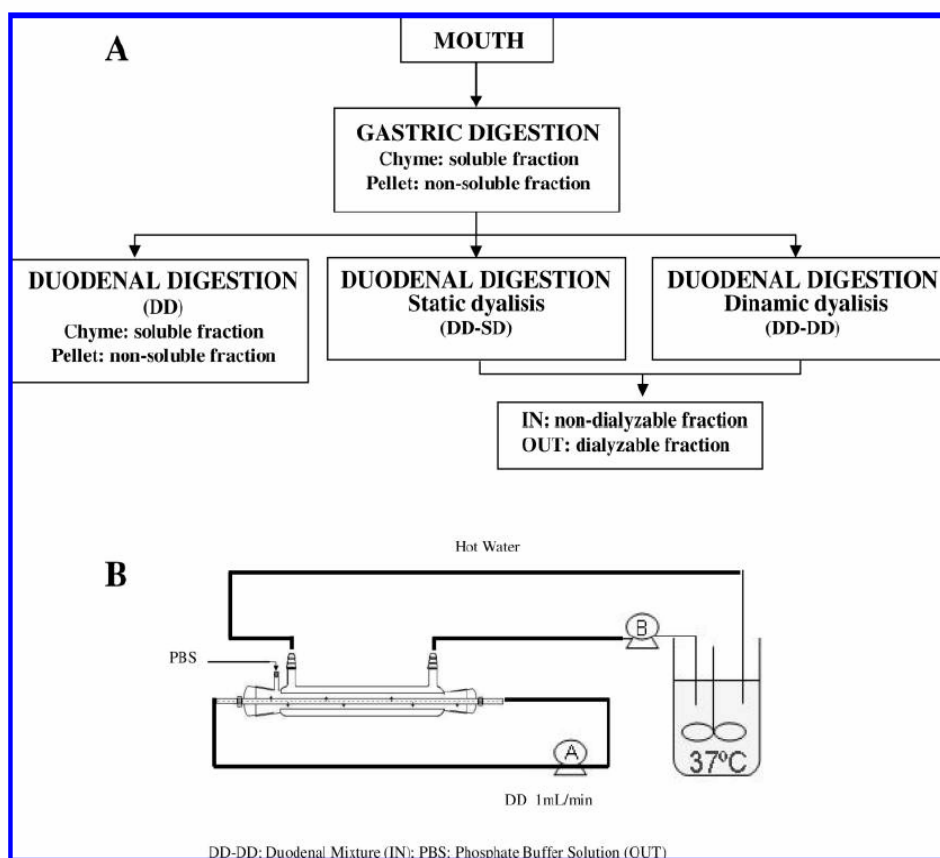 A
MOUTH
GASTRIC DIGESTION
Chyme: soluble fraction
Pellet: non-soluble fraction
DUODENAL DIGESTION
(DD)
Chyme: soluble fraction
Pellet: non-soluble fraction
DUODENAL DIGESTION
Static dyalisis
(DD-SD)
DUODENAL DIGESTION
Dinamic dyalisis
(DD-DD)
IN: non-dialyzable fraction
OUT: dialyzable fraction
B
Hot Water
B
PBS
A
37ºC
DD 1mL/min
DD-DD: Duodenal Mixture (IN); PBS: Phosphate Buffer Solution (OUT)